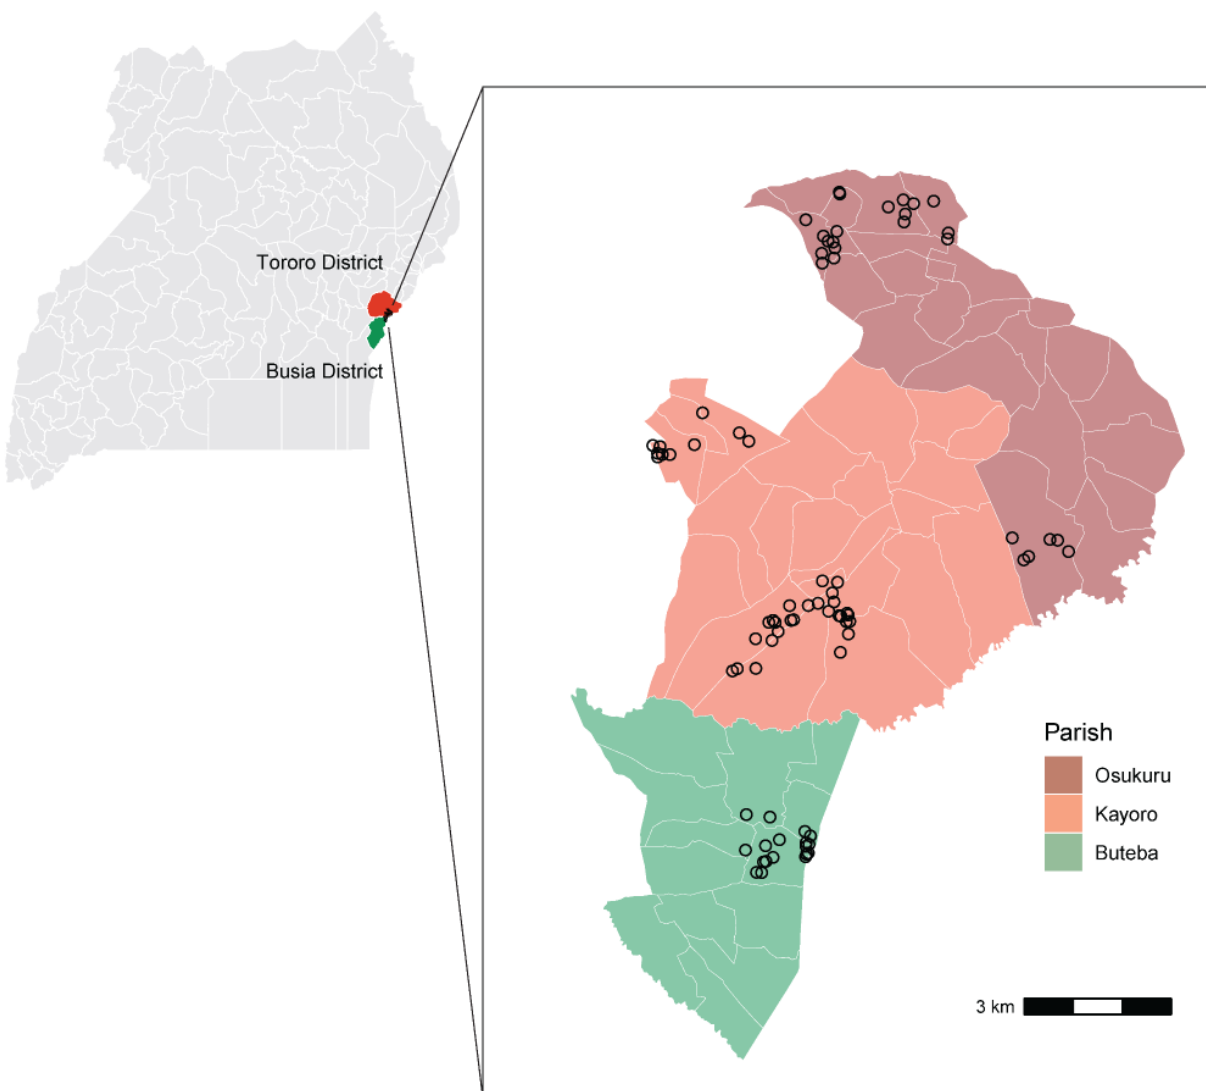 Tororo District
Busia District
Parish
Osukuru
Kayoro
Buteba
3 km